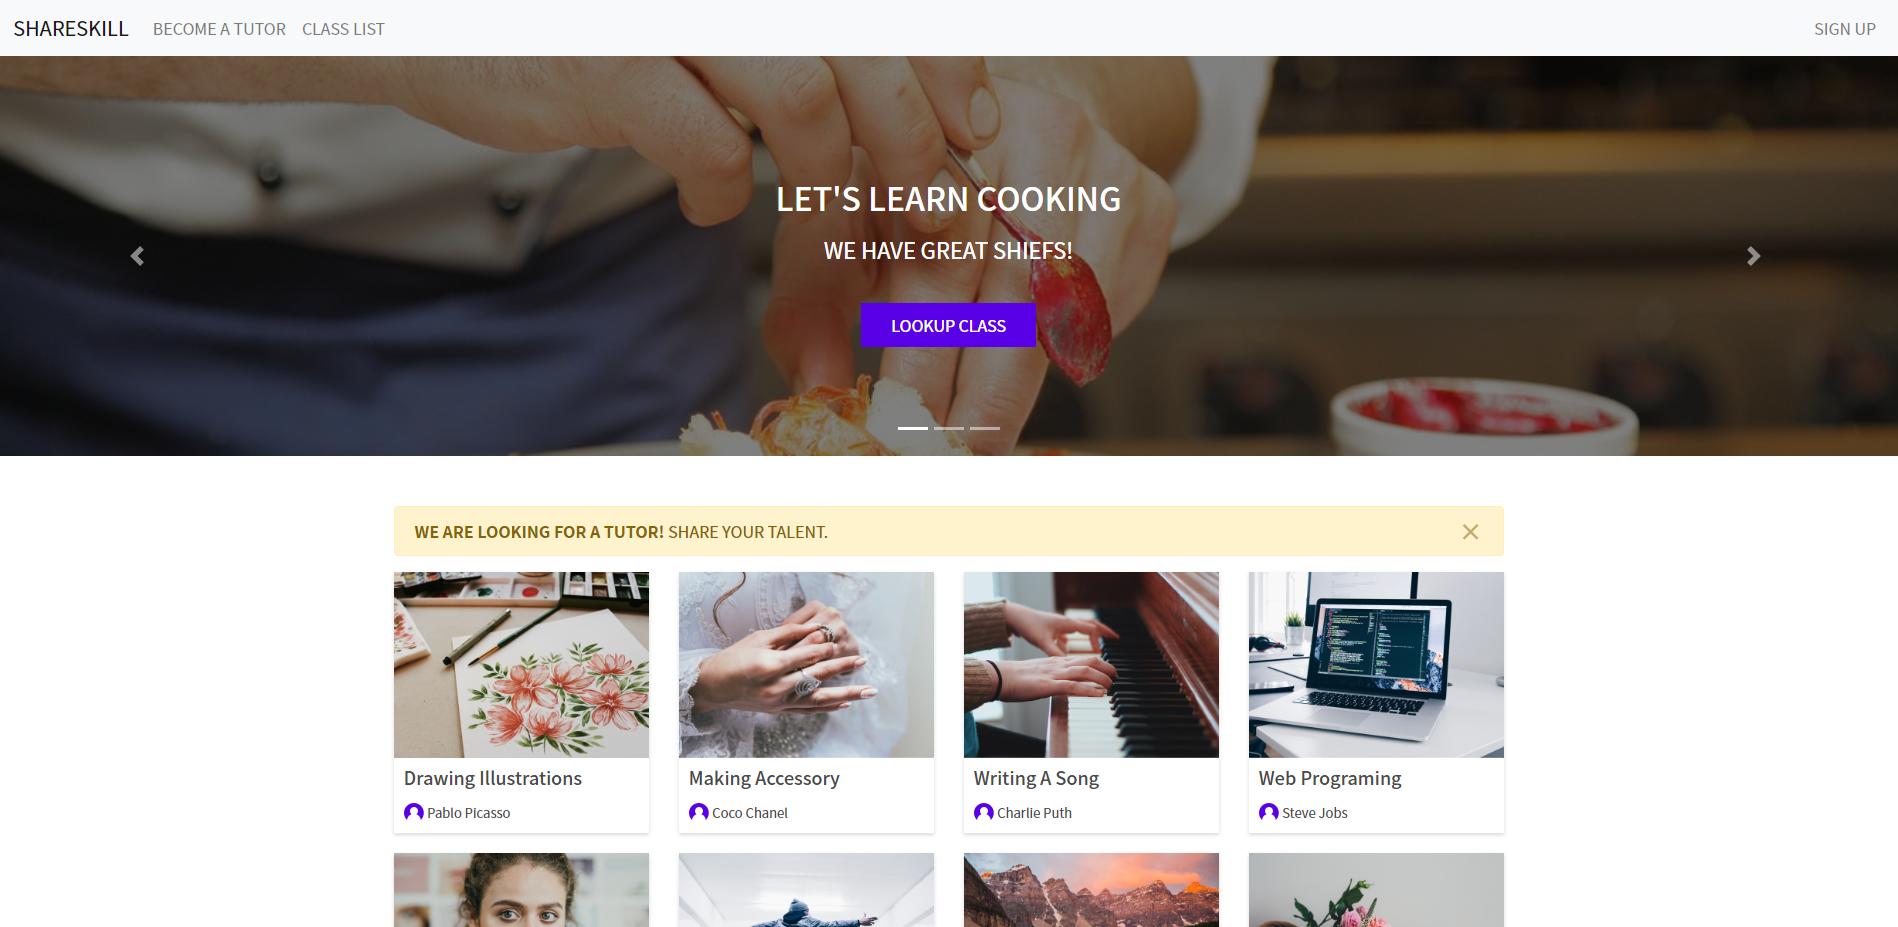 SHARESKILL BECOME A TUTOR CLASS LIST SIGN UP
LET'S LEARN COOKING
WE HAVE GREAT SHIEFS!
LOOKUP CLASS
WE ARE LOOKING FOR A TUTOR! SHARE YOUR TALENT.
Drawing Illustrations
Pablo Picasso
Making Accessory
Coco Chanel
Writing A Song
Charlie Puth
Web Programing
Steve Jobs